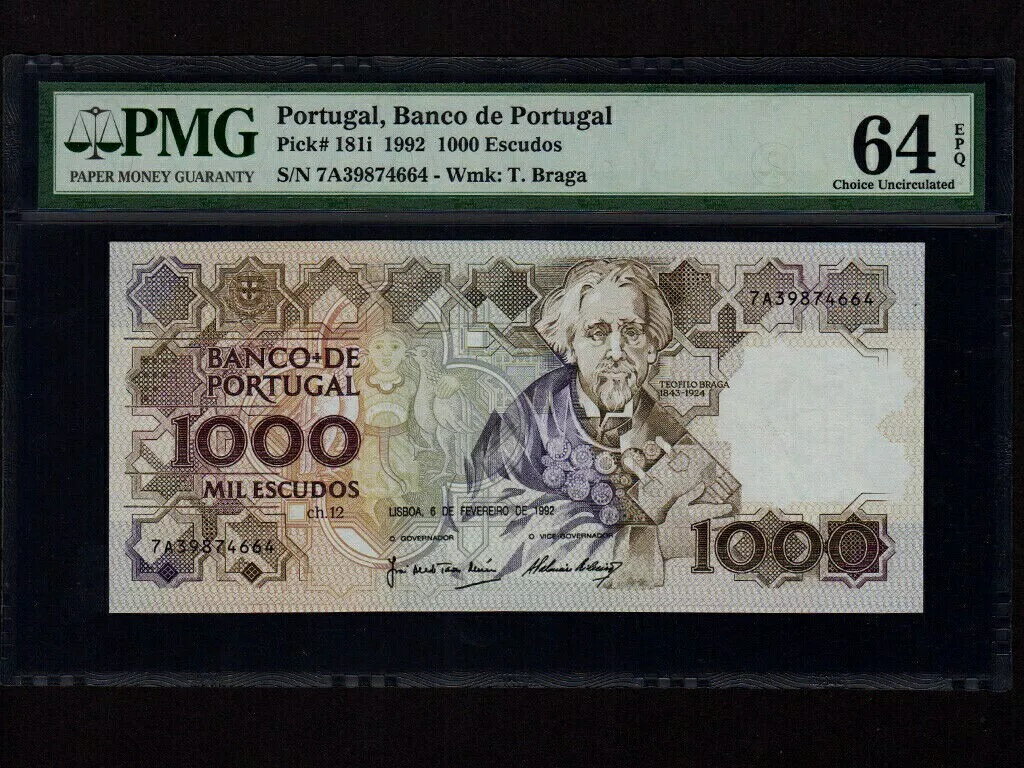 PMG
PAPER MONEY GUARANTY
Portugal, Banco de Portugal
Pick# 181i 1992 1000 Escudos
S/N 7A39874664 - Wmk: T. Braga
64
EPQ
Choice Uncirculated
7A39874664
BANCO DE
PORTUGAL
1000
MIL ESCUDOS
ch.12
TEOFILO BRAGA
1843-1924
LISBOA, 6 DE FEVEREIRO DE 1992
O GOVERNADOR
O VICE-GOVERNADOR
7A39874664
1000